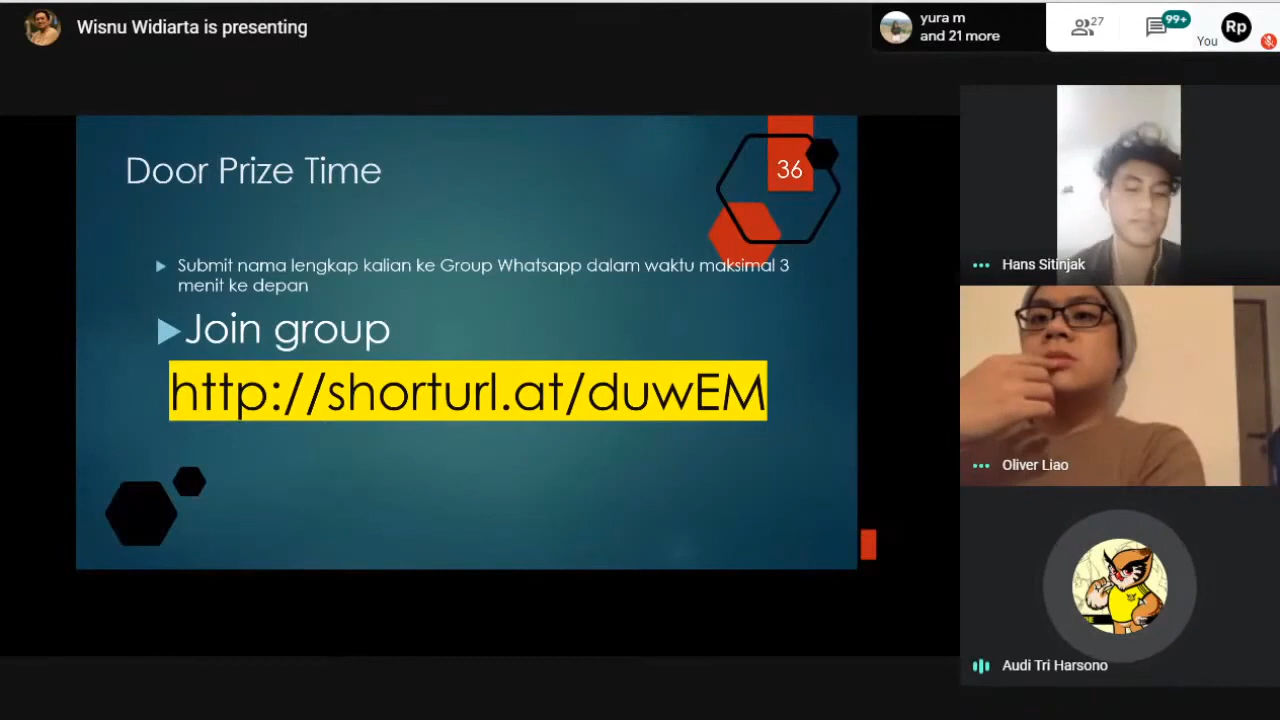 Wisnu Widiarta is presenting
yura m
and 21 more
27
99+
You
Rp
Door Prize Time
36
Submit nama lengkap kalian ke Group Whatsapp dalam waktu maksimal 3
menit ke depan
Join group
http://shorturl.at/duwEM
Hans Sitinjak
Oliver Liao
Audi Tri Harsono